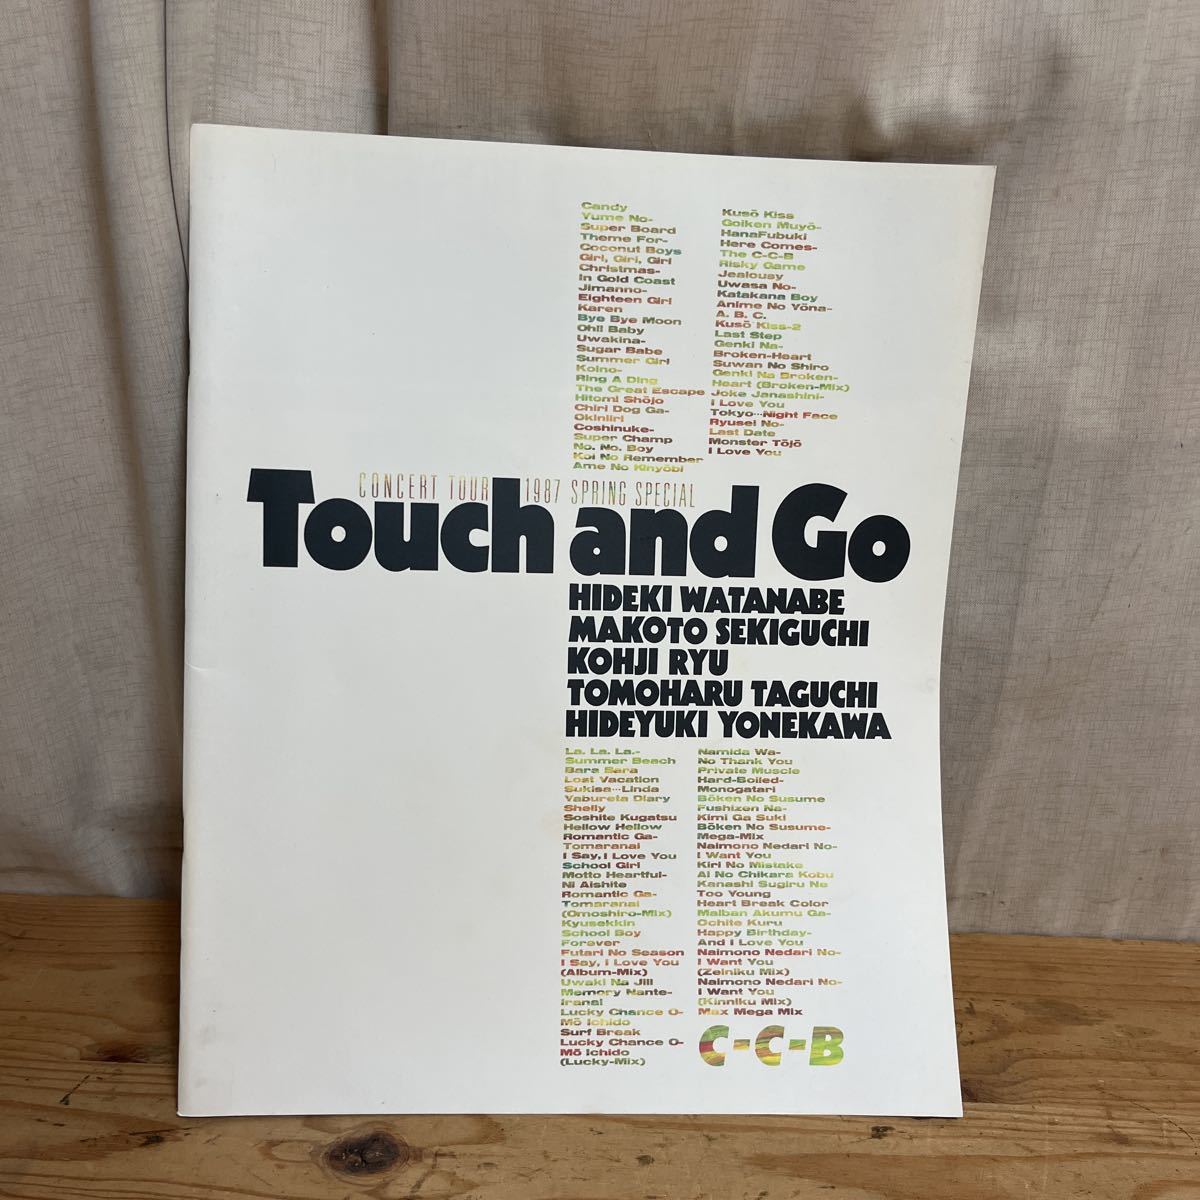 Candy
Yume No-
Super Board
Theme For-
Coconut Boys
Girl, Girl, Girl
Christmas-
In Gold Coast
Jimanno-
Eighteen Girl
Karen
Bye Bye Moon
Oh!! Baby
Uwakina-
Sugar Babe
Summer Girl
Koino-
Ring A Ding
The Great Escape
Hitomi Shōjo
Chiri Dog Ga-
Okiniiri
Coshinuke-
Super Champ
No. No. Boy
Koi No Remember
Ame No Kinyōbi
Kusō Kiss
Goiken Muyō-
HanaFubuki
Here Comes-
The C-C-B
Risky Game
Jealousy
Uwasa No-
Katakana Boy
Anime No Yōna-
A. B. C.
Kusō Kiss-2
Last Step
Genki Na-
Broken-Heart
Suwan No Shiro
Genki Na Broken-
Heart (Broken-Mix)
Joke Janashini-
I Love You
Tokyo…Night Face
Ryusei No-
Last Date
Monster Tōjō
I Love You
CONCERT TOUR 1987 SPRING SPECIAL
Touch and Go
HIDEKI WATANABE
MAKOTO SEKIGUCHI
KOHJI RYU
TOMOHARU TAGUCHI
HIDEYUKI YONEKAWA
La. La. La.-
Summer Beach
Bara Bara
Lost Vacation
Sukisa…Linda
Yabureta Diary
Shelly
Soshite Kugatsu
Hellow Hellow
Romantic Ga-
Tomaranai
I Say, I Love You
School Girl
Motto Heartful-
Ni Aishite
Romantic Ga-
Tomaranai
(Omoshiro-Mix)
Kyusekkin
School Boy
Forever
Futari No Season
I Say, I Love You
(Album-Mix)
Uwaki Na Jill
Memory Nante-
Iranai
Lucky Chance O-
Mō Ichido
Surf Break
Lucky Chance O-
Mō Ichido
(Lucky-Mix)
Namida Wa-
No Thank You
Private Muscle
Hard-Boiled-
Monogatari
Bōken No Susume
Fushizen Na-
Kimi Ga Suki
Bōken No Susume-
Mega-Mix
Naimono Nedari No-
I Want You
Kiri No Mistake
Ai No Chikara Kobu
Kanashi Sugiru Ne
Too Young
Heart Break Color
Maiban Akumu Ga-
Ochite Kuru
Happy Birthday-
And I Love You
Naimono Nedari No-
I Want You
(Zeiniku Mix)
Naimono Nedari No-
I Want You
(Kinniku Mix)
Max Mega Mix
C-C-B